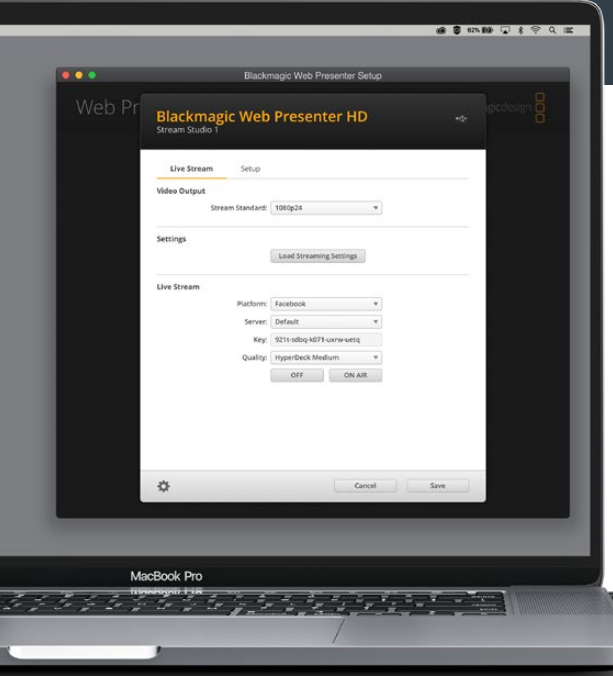 62%
Blackmagic Web Presenter Setup
Web Pr
gicdesign
Blackmagic Web Presenter HD
Stream Studio 1
Live Stream Setup
Video Output
Stream Standard: 1080p24
Settings
Load Streaming Settings
Live Stream
Platform: Facebook
Server: Default
Key: 921t-sdbq-k071-uxrw-uetq
Quality: HyperDeck Medium
OFF ON AIR
Cancel Save
MacBook Pro